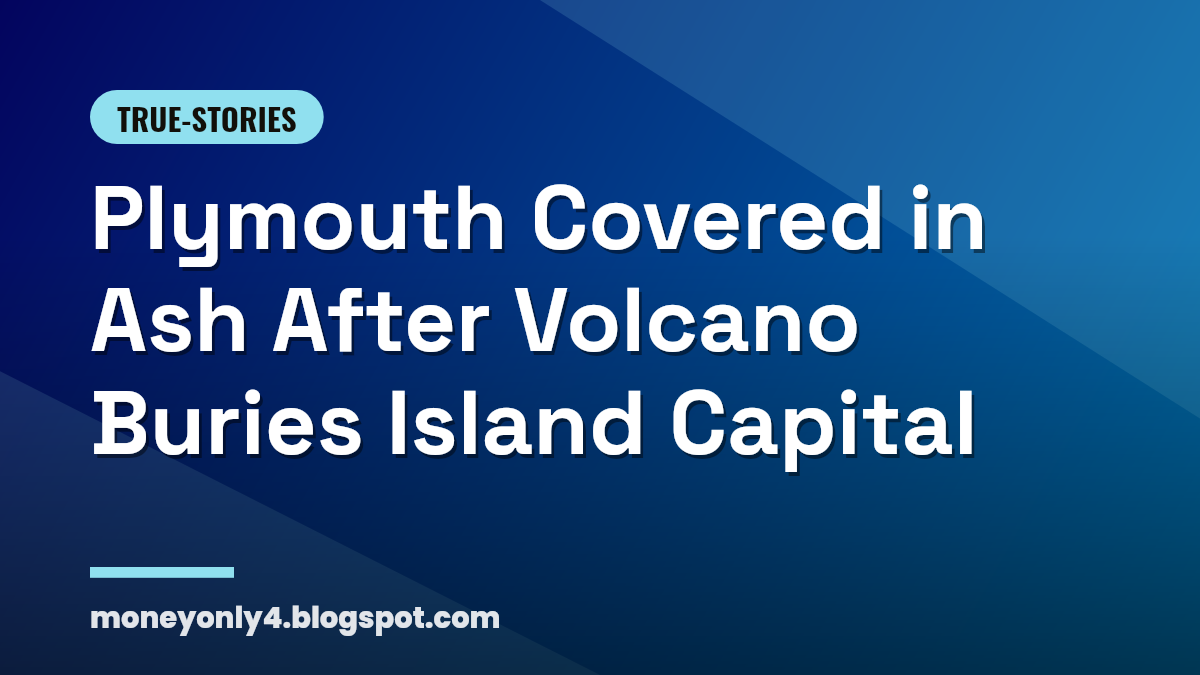 TRUE-STORIES
Plymouth Covered in
Ash After Volcano
Buries Island Capital
moneyonly4.blogspot.com